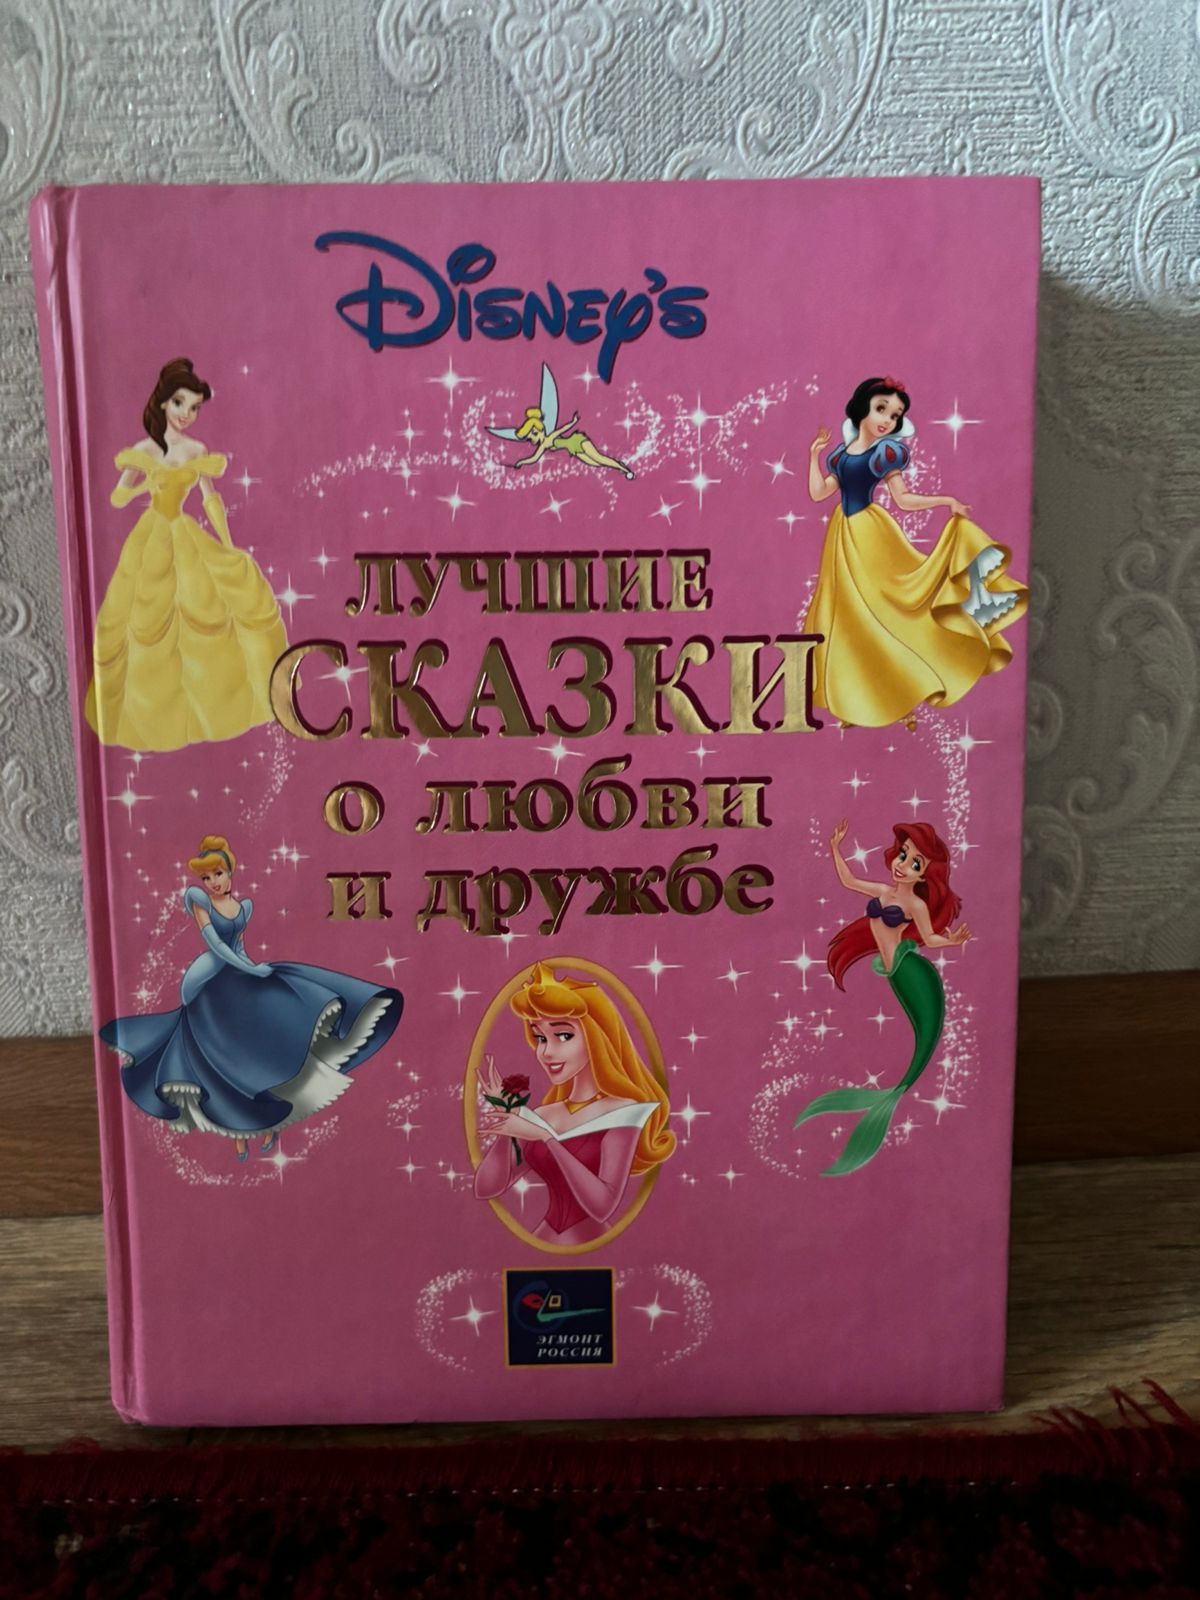 Disney's
ЛУЧШИЕ
СКАЗКИ
о любви
и дружбе
ЭГМОНТ
РОССИЯ